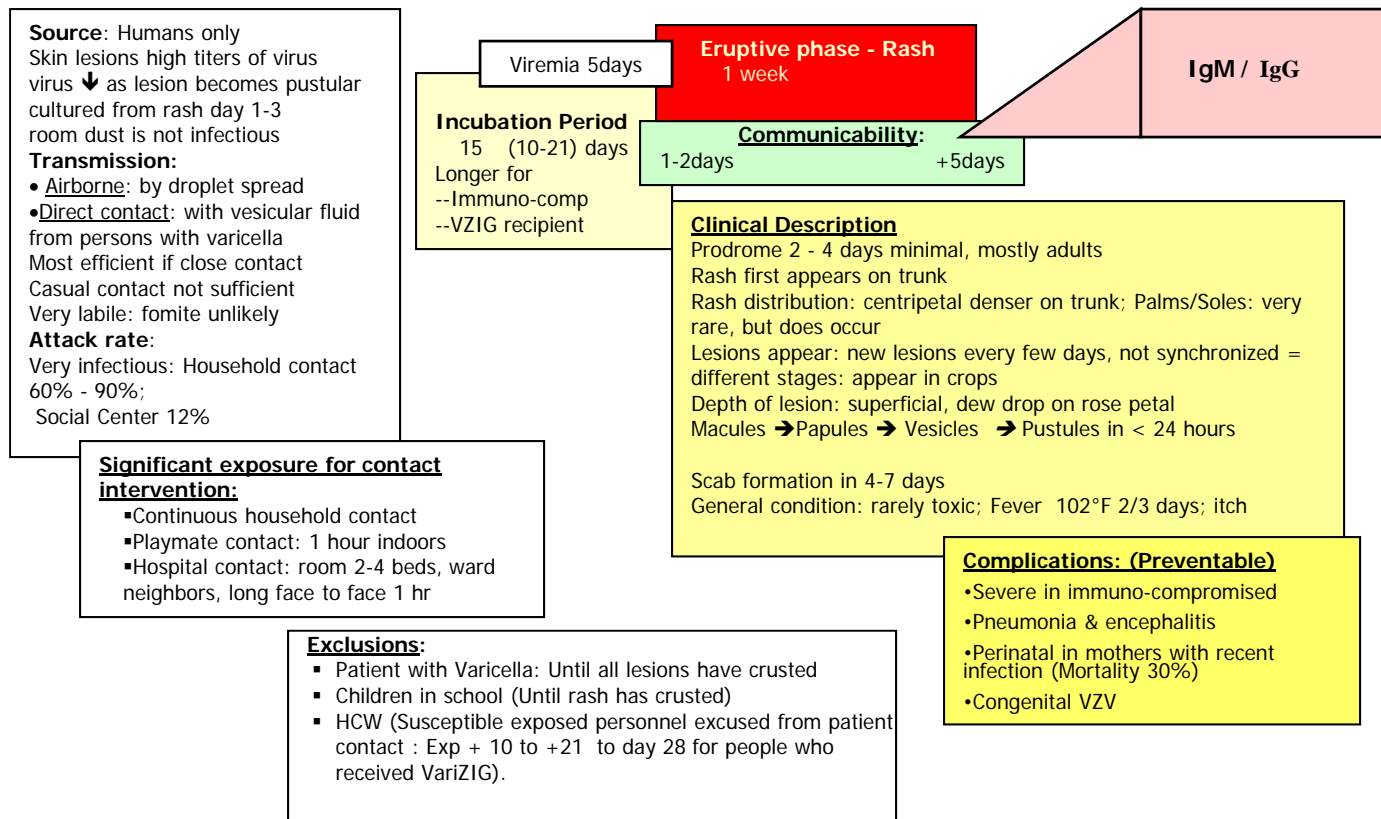 Source: Humans only
Skin lesions high titers of virus
virus 🡻 as lesion becomes pustular
cultured from rash day 1-3
room dust is not infectious
Transmission:
• Airborne: by droplet spread
•Direct contact: with vesicular fluid
from persons with varicella
Most efficient if close contact
Casual contact not sufficient
Very labile: fomite unlikely
Attack rate:
Very infectious: Household contact
60% - 90%;
Social Center 12%
Viremia 5days
Eruptive phase - Rash
1 week
IgM / IgG
Incubation Period
15 (10-21) days
Longer for
--Immuno-comp
--VZIG recipient
Communicability:
1-2days +5days
Clinical Description
Prodrome 2 - 4 days minimal, mostly adults
Rash first appears on trunk
Rash distribution: centripetal denser on trunk; Palms/Soles: very
rare, but does occur
Lesions appear: new lesions every few days, not synchronized =
different stages: appear in crops
Depth of lesion: superficial, dew drop on rose petal
Macules ➔Papules ➔ Vesicles ➔ Pustules in < 24 hours
Scab formation in 4-7 days
General condition: rarely toxic; Fever 102°F 2/3 days; itch
Significant exposure for contact
intervention:
▪Continuous household contact
▪Playmate contact: 1 hour indoors
▪Hospital contact: room 2-4 beds, ward
neighbors, long face to face 1 hr
Complications: (Preventable)
•Severe in immuno-compromised
•Pneumonia & encephalitis
•Perinatal in mothers with recent
infection (Mortality 30%)
•Congenital VZV
Exclusions:
▪ Patient with Varicella: Until all lesions have crusted
▪ Children in school (Until rash has crusted)
▪ HCW (Susceptible exposed personnel excused from patient
contact : Exp + 10 to +21 to day 28 for people who
received VariZIG).